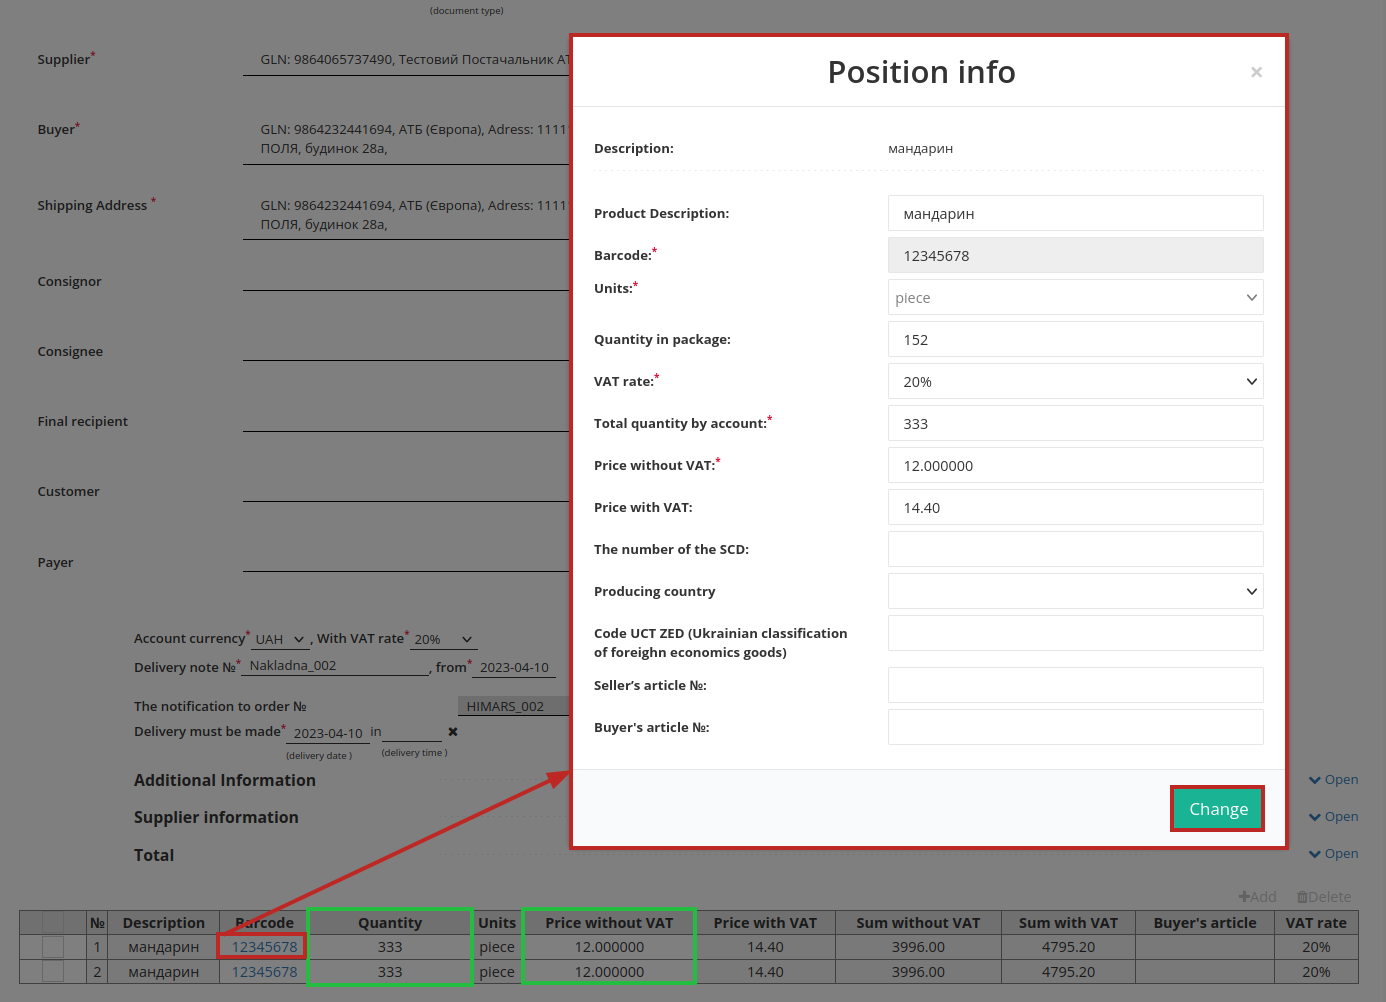 (document type)
Supplier*
GLN: 9864065737490, Тестовий Постачальник АТ
Buyer*
GLN: 9864232441694, АТБ (Європа), Adress: 1111
ПОЛЯ, будинок 28а,
Shipping Address *
GLN: 9864232441694, АТБ (Європа), Adress: 1111
ПОЛЯ, будинок 28а,
Consignor
Consignee
Final recipient
Customer
Payer
Account currency* UAH , With VAT rate* 20%
Delivery note №* Nakladna_002 , from* 2023-04-10
The notification to order № HIMARS_002
Delivery must be made* 2023-04-10 in ✖
(delivery date ) (delivery time )
Additional Information Open
Supplier information Open
Total Open
Position info ×
Description: мандарин
Product Description: мандарин
Barcode:* 12345678
Units:* piece
Quantity in package: 152
VAT rate:* 20%
Total quantity by account:* 333
Price without VAT:* 12.000000
Price with VAT: 14.40
The number of the SCD:
Producing country
Code UCT ZED (Ukrainian classification
of foreighn economics goods)
Seller’s article №:
Buyer's article №:
Change
Add Delete
№ Description Barcode Quantity Units Price without VAT Price with VAT Sum without VAT Sum with VAT Buyer's article VAT rate
1 мандарин 12345678 333 piece 12.000000 14.40 3996.00 4795.20 20%
2 мандарин 12345678 333 piece 12.000000 14.40 3996.00 4795.20 20%